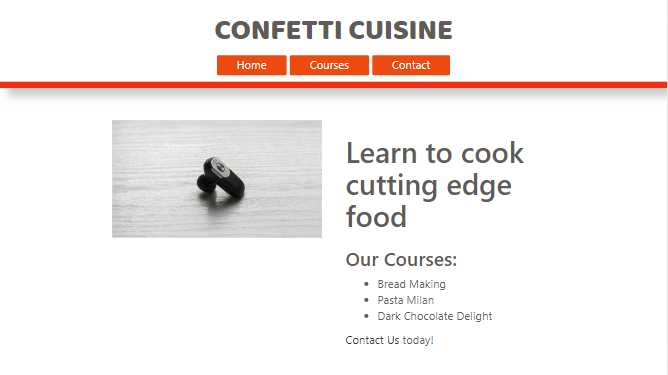 CONFETTI CUISINE
Home Courses Contact
Learn to cook
cutting edge
food
Our Courses:
Bread Making
Pasta Milan
Dark Chocolate Delight
Contact Us today!